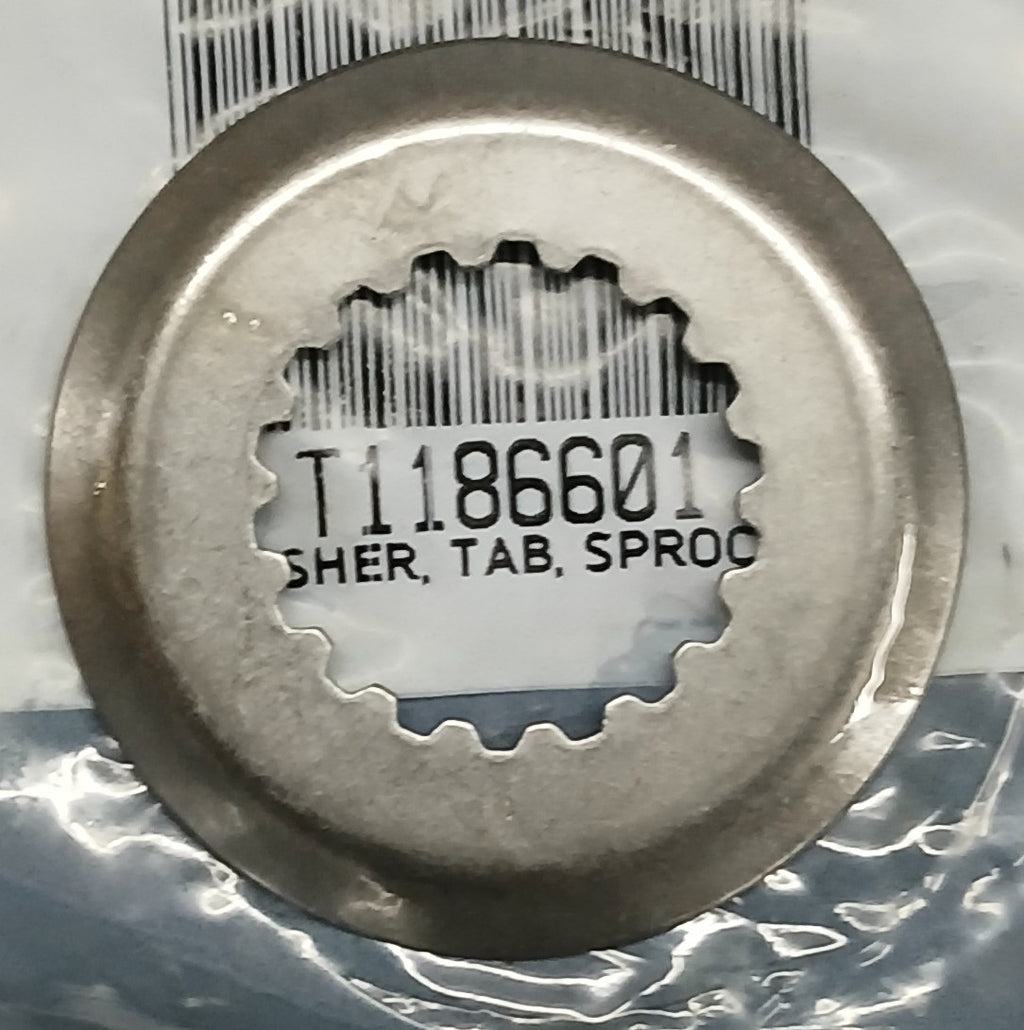 T1186601
SHER, TAB, SPROC